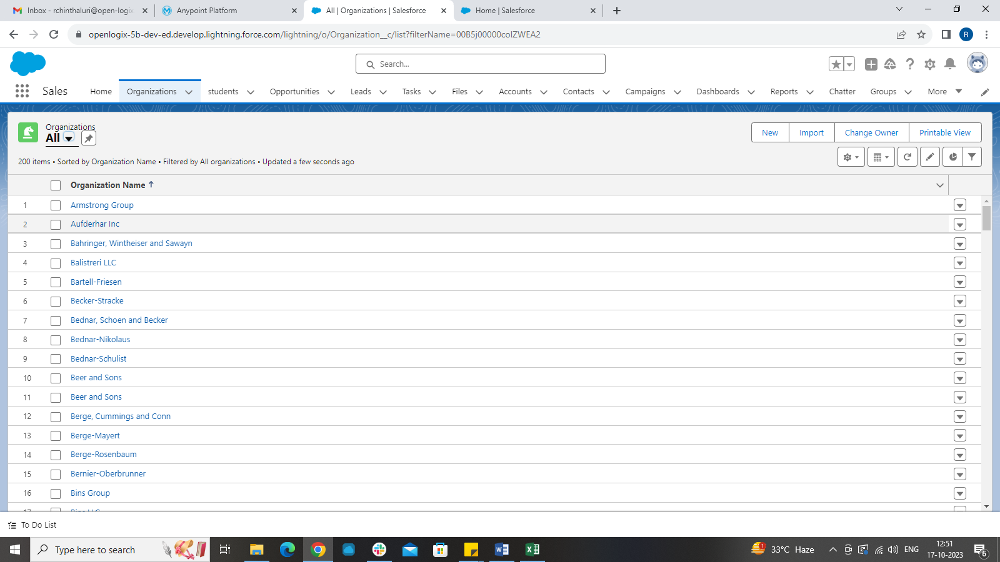 Inbox - rchinthaluri@open-logix
Anypoint Platform
All | Organizations | Salesforce
Home | Salesforce
openlogix-5b-dev-ed.develop.lightning.force.com/lightning/o/Organization__c/list?filterName=00B5j00000colZWEA2
R
Search...
Sales
Home
Organizations
students
Opportunities
Leads
Tasks
Files
Accounts
Contacts
Campaigns
Dashboards
Reports
Chatter
Groups
More
Organizations
All
New
Import
Change Owner
Printable View
200 items • Sorted by Organization Name • Filtered by All organizations • Updated a few seconds ago
Organization Name ↑
1 Armstrong Group
2 Aufderhar Inc
3 Bahringer, Wintheiser and Sawayn
4 Balistreri LLC
5 Bartell-Friesen
6 Becker-Stracke
7 Bednar, Schoen and Becker
8 Bednar-Nikolaus
9 Bednar-Schulist
10 Beer and Sons
11 Beer and Sons
12 Berge, Cummings and Conn
13 Berge-Mayert
14 Berge-Rosenbaum
15 Bernier-Oberbrunner
16 Bins Group
17 Bins LLC
To Do List
Type here to search
1
33°C Haze
ENG
12:51
17-10-2023
6